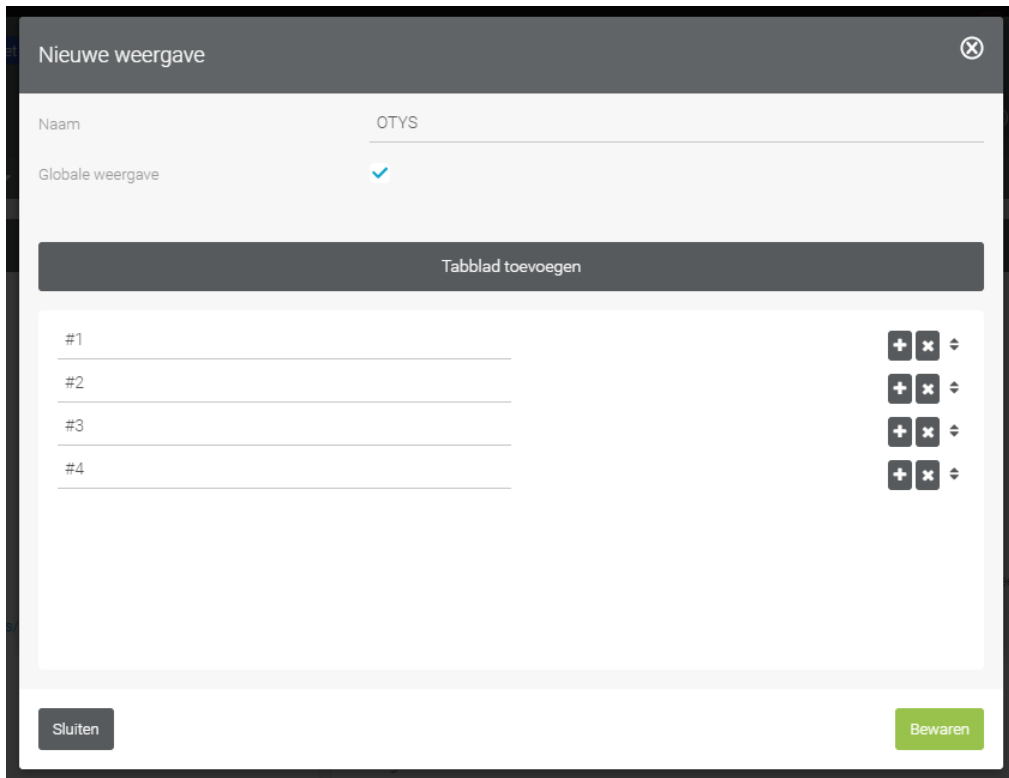 Nieuwe weergave
Naam
OTYS
Globale weergave
Tabblad toevoegen
#1
#2
#3
#4
Sluiten
Bewaren